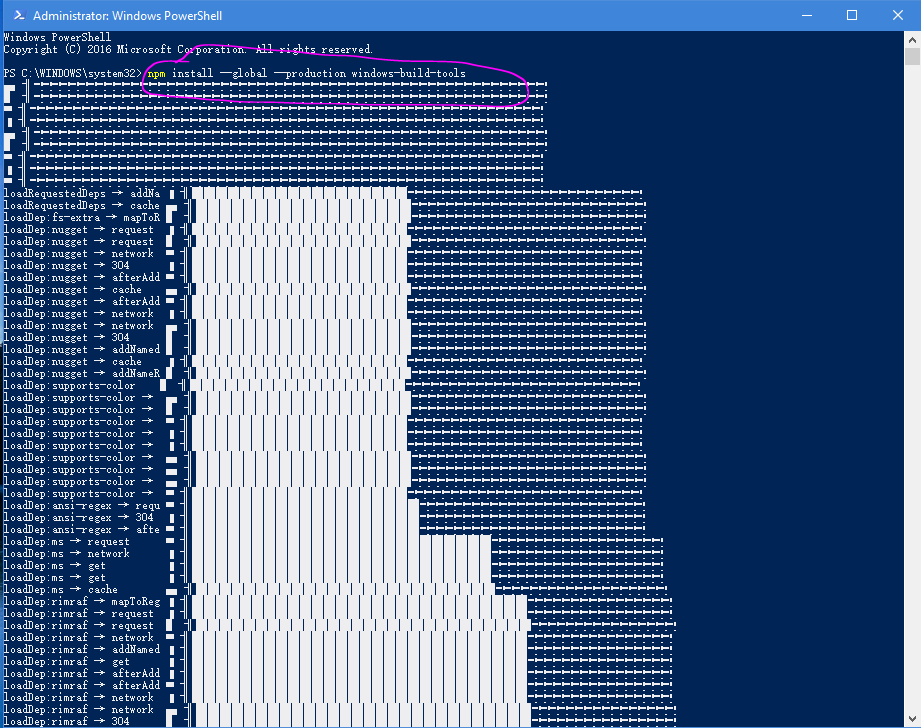 Administrator: Windows PowerShell
Windows PowerShell
Copyright (C) 2016 Microsoft Corporation. All rights reserved.
PS C:\WINDOWS\system32> npm install --global --production windows-build-tools
loadRequestedDeps → addNa
loadRequestedDeps → cache
loadDep:fs-extra → mapToR
loadDep:nugget → request
loadDep:nugget → request
loadDep:nugget → network
loadDep:nugget → 304
loadDep:nugget → afterAdd
loadDep:nugget → cache
loadDep:nugget → afterAdd
loadDep:nugget → network
loadDep:nugget → network
loadDep:nugget → 304
loadDep:nugget → addNamed
loadDep:nugget → cache
loadDep:nugget → addNameR
loadDep:supports-color
loadDep:supports-color →
loadDep:supports-color →
loadDep:supports-color →
loadDep:supports-color →
loadDep:supports-color →
loadDep:supports-color →
loadDep:supports-color →
loadDep:supports-color →
loadDep:supports-color →
loadDep:ansi-regex → requ
loadDep:ansi-regex → 304
loadDep:ansi-regex → afte
loadDep:ms → request
loadDep:ms → network
loadDep:ms → get
loadDep:ms → get
loadDep:ms → cache
loadDep:rimraf → mapToReg
loadDep:rimraf → request
loadDep:rimraf → request
loadDep:rimraf → network
loadDep:rimraf → addNamed
loadDep:rimraf → get
loadDep:rimraf → afterAdd
loadDep:rimraf → afterAdd
loadDep:rimraf → network
loadDep:rimraf → network
loadDep:rimraf → 304